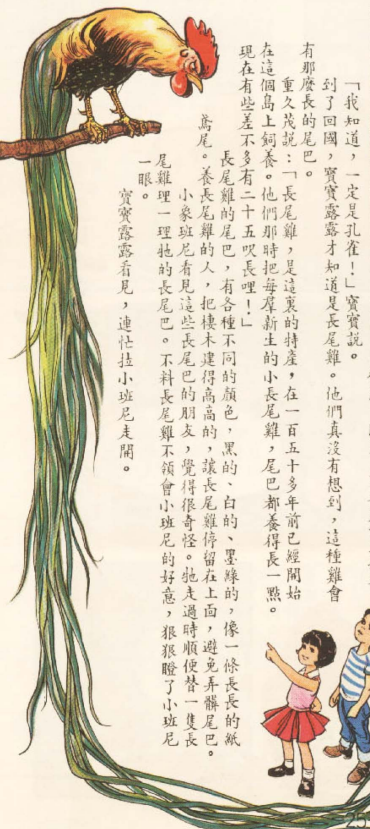 「我知道，一定是孔雀！」寶寶說。
到了回國，寶寶露露才知道是長尾雞。他們真沒有想到，這種雞會
有那麼長的尾巴。
重久茂說：「長尾雞，是這裏的特產，在一百五十多年前已經開始
在這個島上飼養。他們那時把每羣新生的小長尾雞，尾巴都養得長一點。
現在有些差不多有二十五呎長哩！」
長尾雞的尾巴，有各種不同的顏色，黑的、白的、墨綠的，像一條長長的紙
鳶尾。養長尾雞的人，把棲木建得高高的，讓長尾雞停留在上面，避免弄髒尾巴。
小象班尼看見這些長尾巴的朋友，覺得很奇怪。牠走過時順便替一隻長
尾雞理一理牠的長尾巴。不料長尾雞不領會小班尼的好意，狠狠瞪了小班尼
一眼。
寶寶露露看見，連忙拉小班尼走開。
25